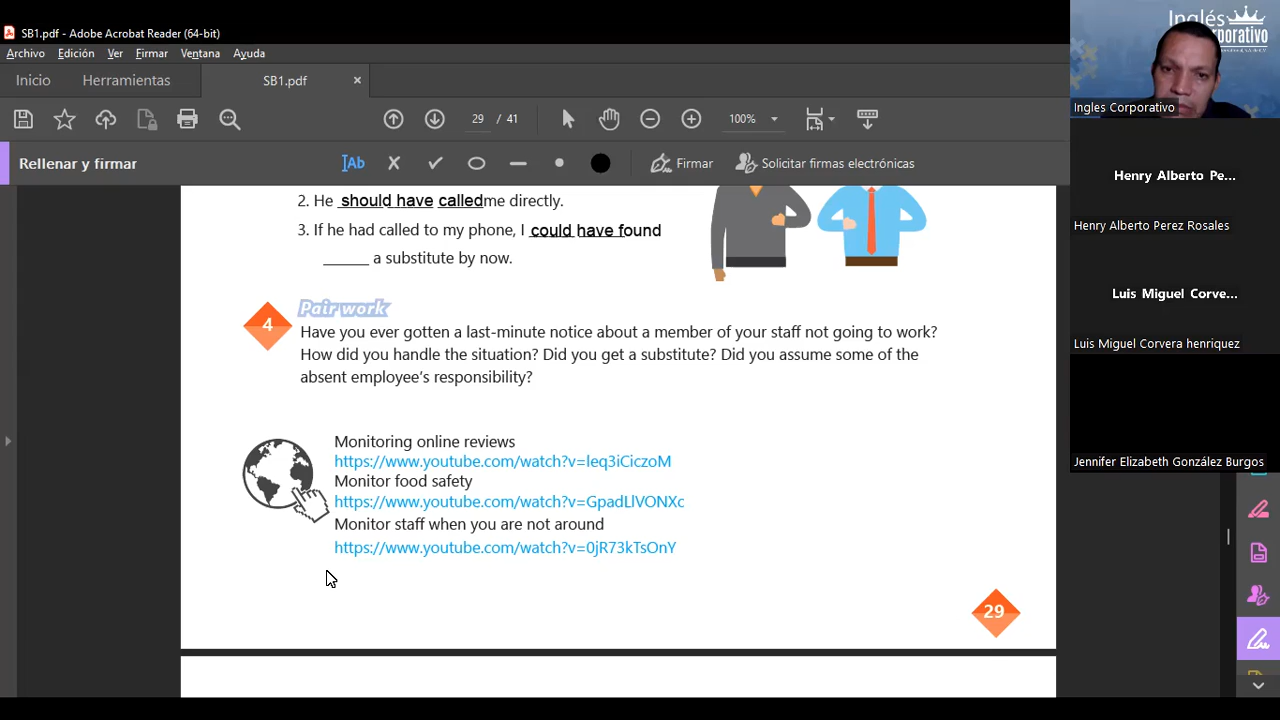 SB1.pdf - Adobe Acrobat Reader (64-bit)
Archivo Edición Ver Firmar Ventana Ayuda
Inicio Herramientas SB1.pdf ×
29 / 41 100%
Rellenar y firmar Ab Firmar Solicitar firmas electrónicas
2. He should have called me directly.
3. If he had called to my phone, I could have found
______ a substitute by now.
4 Pair work
Have you ever gotten a last-minute notice about a member of your staff not going to work?
How did you handle the situation? Did you get a substitute? Did you assume some of the
absent employee's responsibility?
Monitoring online reviews
https://www.youtube.com/watch?v=leq3iCiczoM
Monitor food safety
https://www.youtube.com/watch?v=GpadLlVONXc
Monitor staff when you are not around
https://www.youtube.com/watch?v=0jR73kTsOnY
29
Inglés
Corporativo
Ingles Corporativo
Henry Alberto Pe...
Henry Alberto Perez Rosales
Luis Miguel Corve...
Luis Miguel Corvera henriquez
Jennifer Elizabeth González Burgos